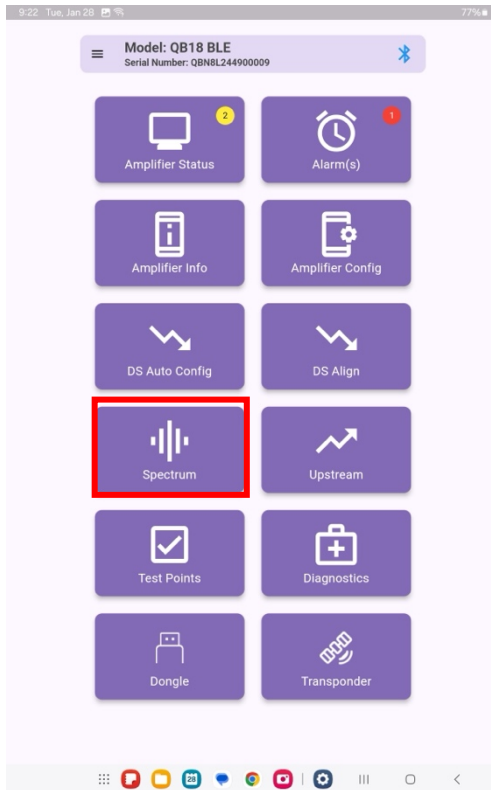 9:22 Tue, Jan 28
77%
Model: QB18 BLE
Serial Number: QBN8L244900009
2
1
Amplifier Status
Alarm(s)
Amplifier Info
Amplifier Config
DS Auto Config
DS Align
Spectrum
Upstream
Test Points
Diagnostics
Dongle
Transponder
28